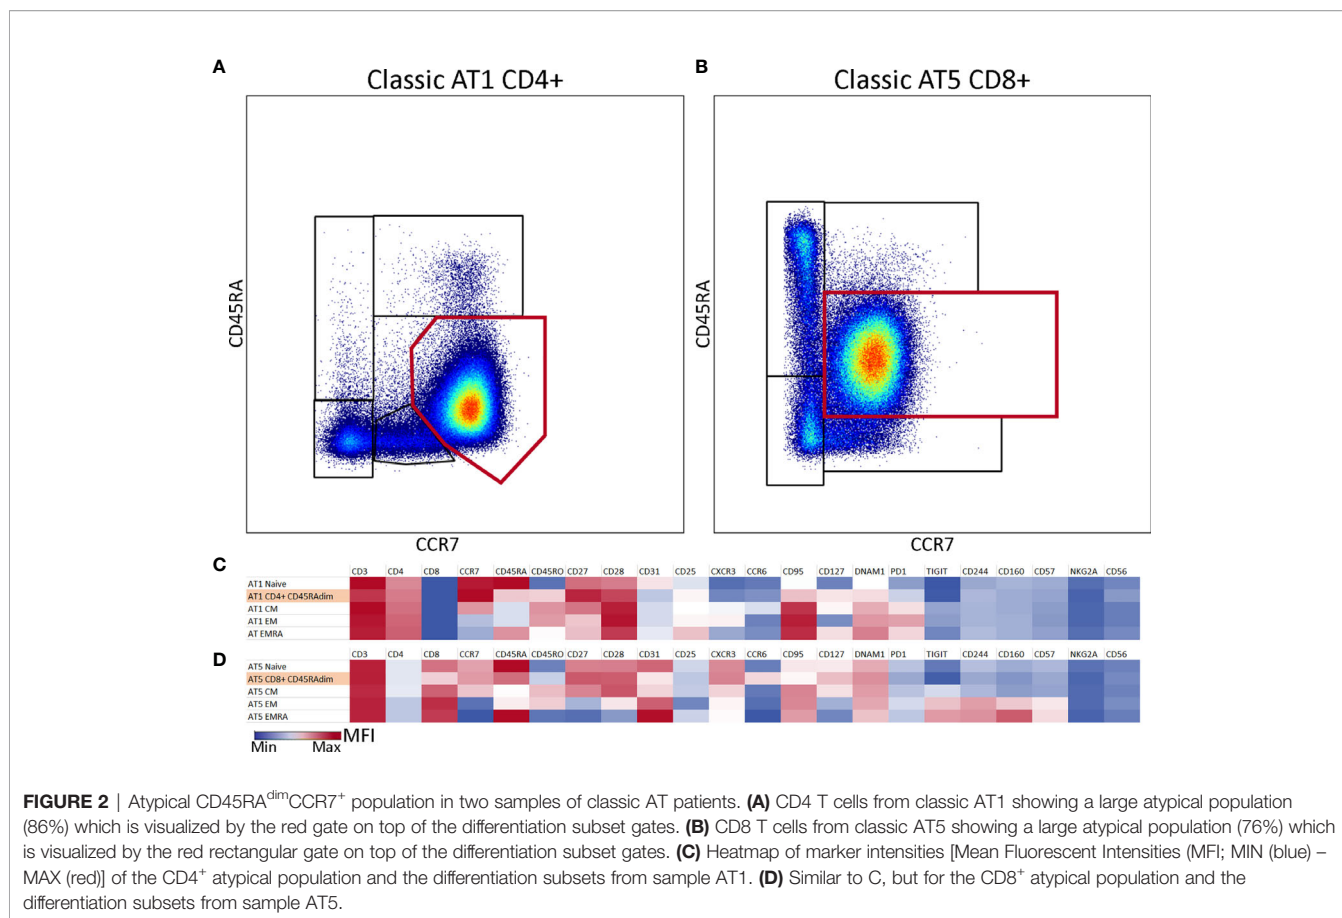 A
Classic AT1 CD4+
CD45RA
CCR7
B
Classic AT5 CD8+
CD45RA
CCR7
C
CD3 CD4 CD8 CCR7 CD45RA CD45RO CD27 CD28 CD31 CD25 CXCR3 CCR6 CD95 CD127 DNAM1 PD1 TIGIT CD244 CD160 CD57 NKG2A CD56
AT1 Naive
AT1 CD4+ CD45RAdim
AT1 CM
AT1 EM
AT EMRA
D
CD3 CD4 CD8 CCR7 CD45RA CD45RO CD27 CD28 CD31 CD25 CXCR3 CCR6 CD95 CD127 DNAM1 PD1 TIGIT CD244 CD160 CD57 NKG2A CD56
AT5 Naive
AT5 CD8+ CD45RAdim
AT5 CM
AT5 EM
AT5 EMRA
MFI
Min Max
FIGURE 2 | Atypical CD45RAdimCCR7+ population in two samples of classic AT patients. (A) CD4 T cells from classic AT1 showing a large atypical population
(86%) which is visualized by the red gate on top of the differentiation subset gates. (B) CD8 T cells from classic AT5 showing a large atypical population (76%) which
is visualized by the red rectangular gate on top of the differentiation subset gates. (C) Heatmap of marker intensities [Mean Fluorescent Intensities (MFI; MIN (blue) –
MAX (red)] of the CD4+ atypical population and the differentiation subsets from sample AT1. (D) Similar to C, but for the CD8+ atypical population and the
differentiation subsets from sample AT5.